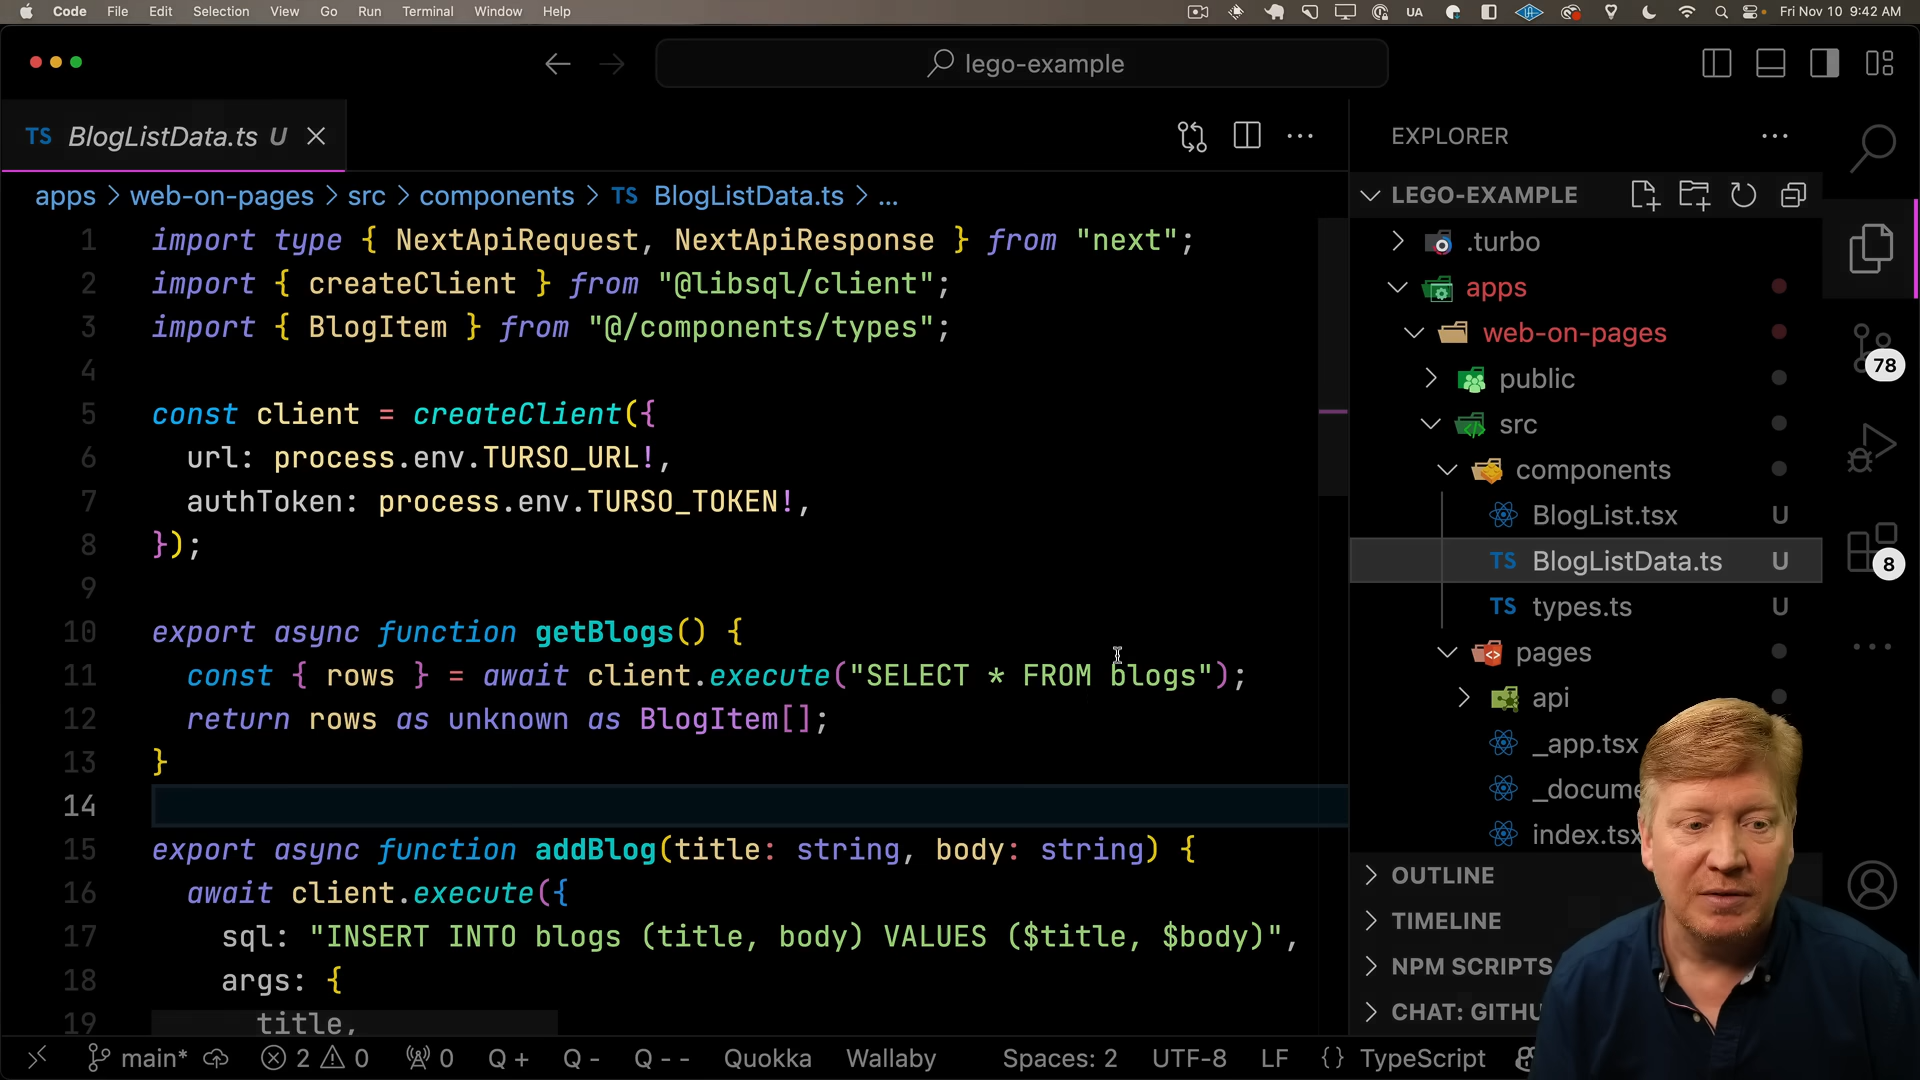 Code File Edit Selection View Go Run Terminal Window Help UA Fri Nov 10 9:42 AM
lego-example
TS BlogListData.ts U
apps > web-on-pages > src > components > TS BlogListData.ts > ...
1 import type { NextApiRequest, NextApiResponse } from "next";
2 import { createClient } from "@libsql/client";
3 import { BlogItem } from "@/components/types";
4
5 const client = createClient({
6 url: process.env.TURSO_URL!,
7 authToken: process.env.TURSO_TOKEN!,
8 });
9
10 export async function getBlogs() {
11 const { rows } = await client.execute("SELECT * FROM blogs");
12 return rows as unknown as BlogItem[];
13 }
14
15 export async function addBlog(title: string, body: string) {
16 await client.execute({
17 sql: "INSERT INTO blogs (title, body) VALUES ($title, $body)",
18 args: {
19 title,
EXPLORER
LEGO-EXAMPLE
.turbo
apps
web-on-pages
public
src
components
BlogList.tsx U
TS BlogListData.ts U
TS types.ts U
pages
api
_app.tsx
_docume
index.tsx
OUTLINE
TIMELINE
NPM SCRIPTS
CHAT: GITHU
78
8
main* 2 0 0 Q + Q - Q -- Quokka Wallaby Spaces: 2 UTF-8 LF {} TypeScript